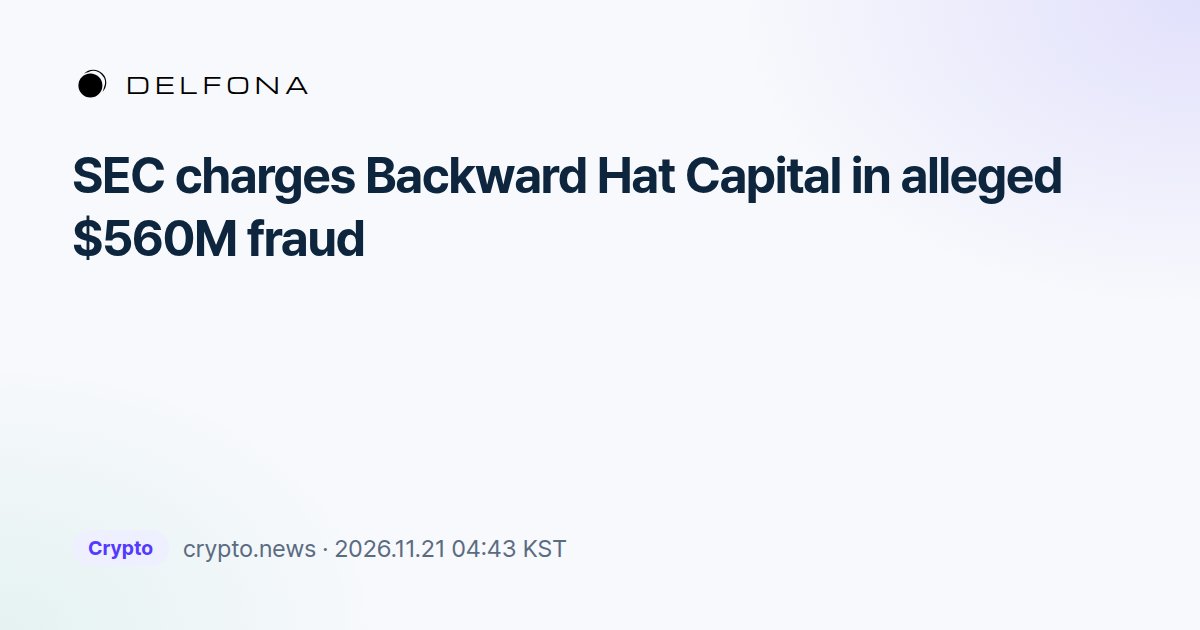 DELFONA
SEC charges Backward Hat Capital in alleged
$560M fraud
Crypto crypto.news · 2026.11.21 04:43 KST